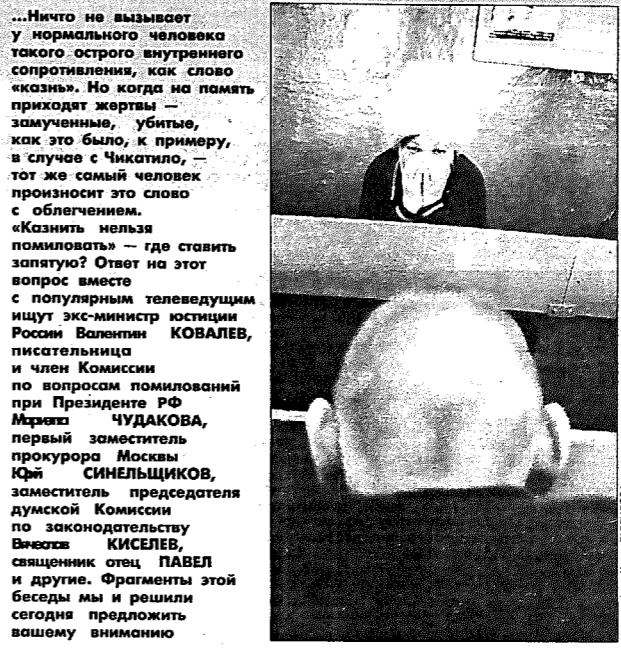 ...Ничто не вызывает
у нормального человека
такого острого внутреннего
сопротивления, как слово
«казнь». Но когда на память
приходят жертвы —
замученные, убитые,
как это было, к примеру,
в случае с Чикатило, —
тот же самый человек
произносит это слово
с облегчением.
«Казнить нельзя
помиловать» — где ставить
запятую? Ответ на этот
вопрос вместе
с популярным телеведущим
ищут экс-министр юстиции
России Валентин КОВАЛЕВ,
писательница
и член Комиссии
по вопросам помилований
при Президенте РФ
Мариэтта ЧУДАКОВА,
первый заместитель
прокурора Москвы
Юрий СИНЕЛЬЩИКОВ,
заместитель председателя
думской Комиссии
по законодательству
Вячеслав КИСЕЛЕВ,
священник отец ПАВЕЛ
и другие. Фрагменты этой
беседы мы и решили
сегодня предложить
вашему вниманию